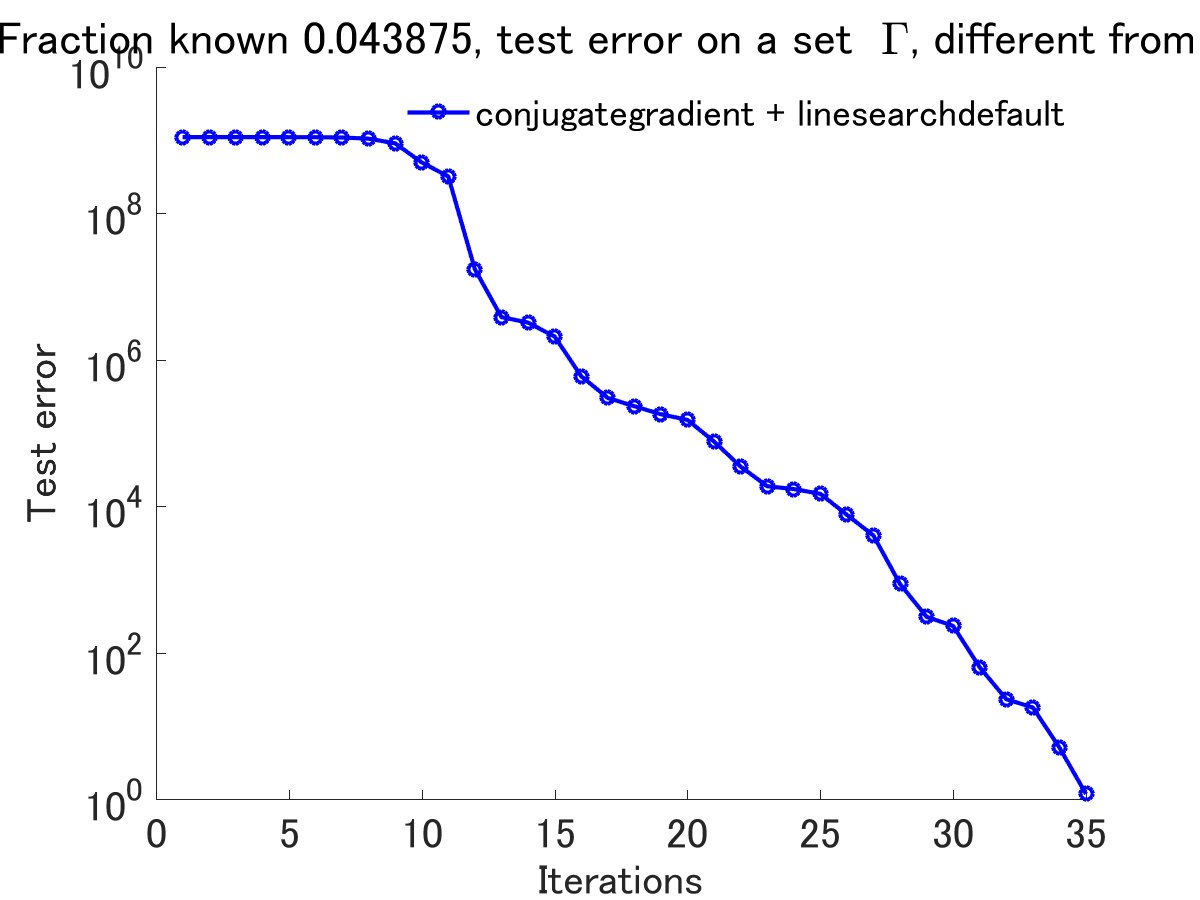 Fraction known 0.043875, test error on a set Γ, different from
10^10
conjugategradient + linesearchdefault
10^8
10^6
Test error
10^4
10^2
10^0
0 5 10 15 20 25 30 35
Iterations